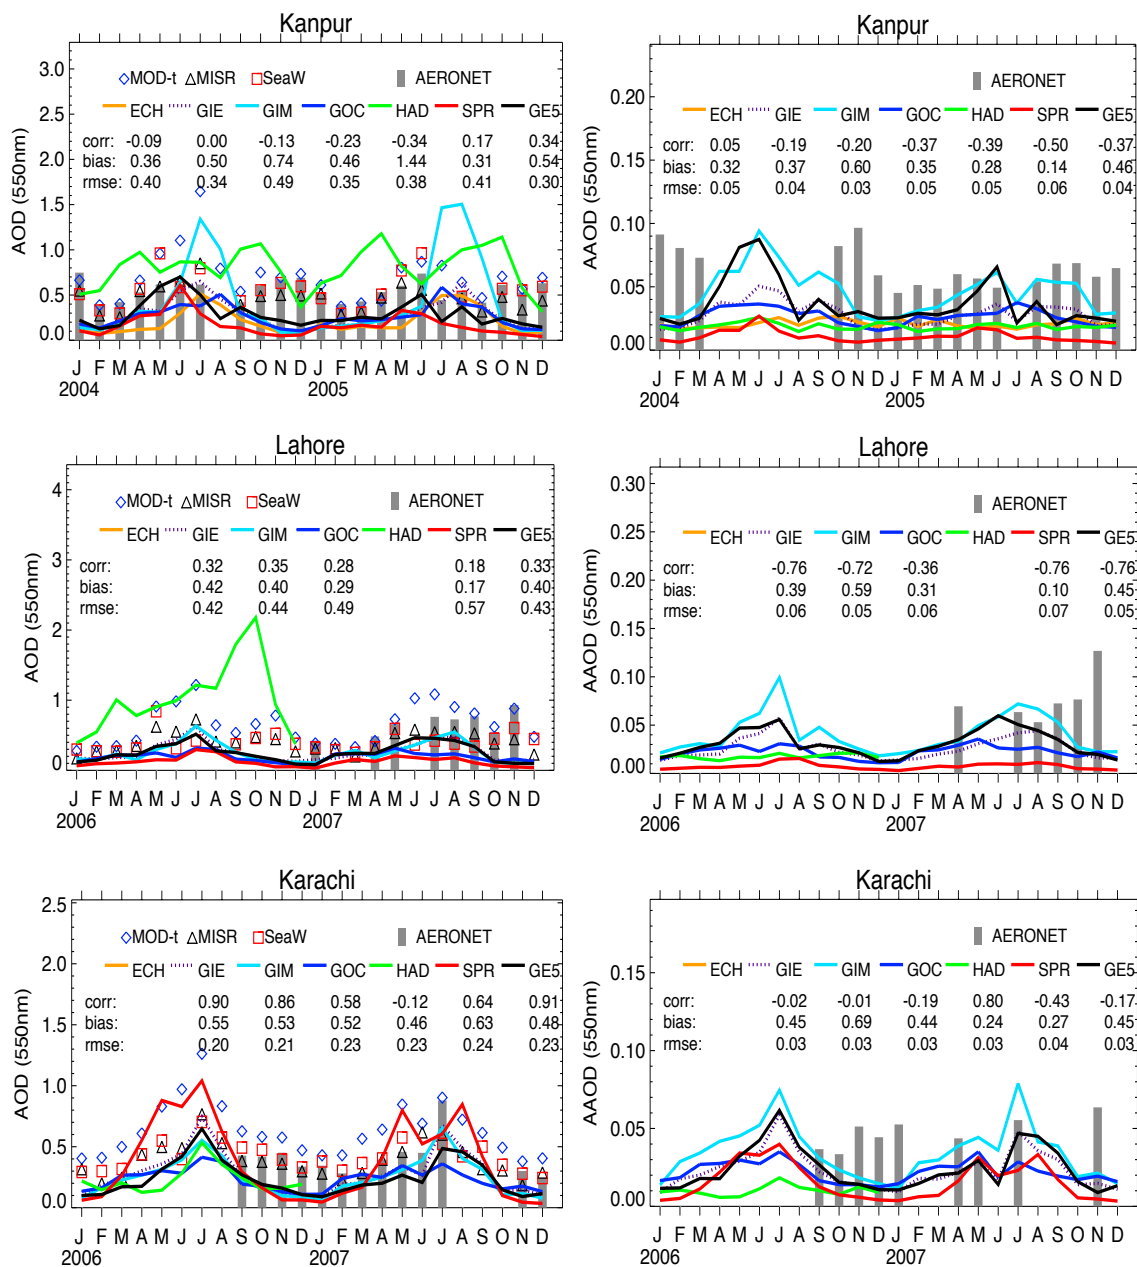 Kanpur
AOD (550nm)
3.0
2.5
2.0
1.5
1.0
0.5
0.0
MOD-t MISR SeaW AERONET
ECH GIE GIM GOC HAD SPR GE5
corr: -0.09 0.00 -0.13 -0.23 -0.34 0.17 0.34
bias: 0.36 0.50 0.74 0.46 1.44 0.31 0.54
rmse: 0.40 0.34 0.49 0.35 0.38 0.41 0.30
J F M A M J J A S O N D J F M A M J J A S O N D
2004 2005
Kanpur
AAOD (550nm)
0.20
0.15
0.10
0.05
0.00
AERONET
ECH GIE GIM GOC HAD SPR GE5
corr: 0.05 -0.19 -0.20 -0.37 -0.39 -0.50 -0.37
bias: 0.32 0.37 0.60 0.35 0.28 0.14 0.46
rmse: 0.05 0.04 0.03 0.05 0.05 0.06 0.04
J F M A M J J A S O N D J F M A M J J A S O N D
2004 2005
Lahore
AOD (550nm)
4
3
2
1
0
MOD-t MISR SeaW AERONET
ECH GIE GIM GOC HAD SPR GE5
corr: 0.32 0.35 0.28 0.18 0.33
bias: 0.42 0.40 0.29 0.17 0.40
rmse: 0.42 0.44 0.49 0.57 0.43
J F M A M J J A S O N D J F M A M J J A S O N D
2006 2007
Lahore
AAOD (550nm)
0.30
0.25
0.20
0.15
0.10
0.05
0.00
AERONET
ECH GIE GIM GOC HAD SPR GE5
corr: -0.76 -0.72 -0.36 -0.76 -0.76
bias: 0.39 0.59 0.31 0.10 0.45
rmse: 0.06 0.05 0.06 0.07 0.05
J F M A M J J A S O N D J F M A M J J A S O N D
2006 2007
Karachi
AOD (550nm)
2.5
2.0
1.5
1.0
0.5
0.0
MOD-t MISR SeaW AERONET
ECH GIE GIM GOC HAD SPR GE5
corr: 0.90 0.86 0.58 -0.12 0.64 0.91
bias: 0.55 0.53 0.52 0.46 0.63 0.48
rmse: 0.20 0.21 0.23 0.23 0.24 0.23
J F M A M J J A S O N D J F M A M J J A S O N D
2006 2007
Karachi
AAOD (550nm)
0.15
0.10
0.05
0.00
AERONET
ECH GIE GIM GOC HAD SPR GE5
corr: -0.02 -0.01 -0.19 0.80 -0.43 -0.17
bias: 0.45 0.69 0.44 0.24 0.27 0.45
rmse: 0.03 0.03 0.03 0.03 0.04 0.03
J F M A M J J A S O N D J F M A M J J A S O N D
2006 2007